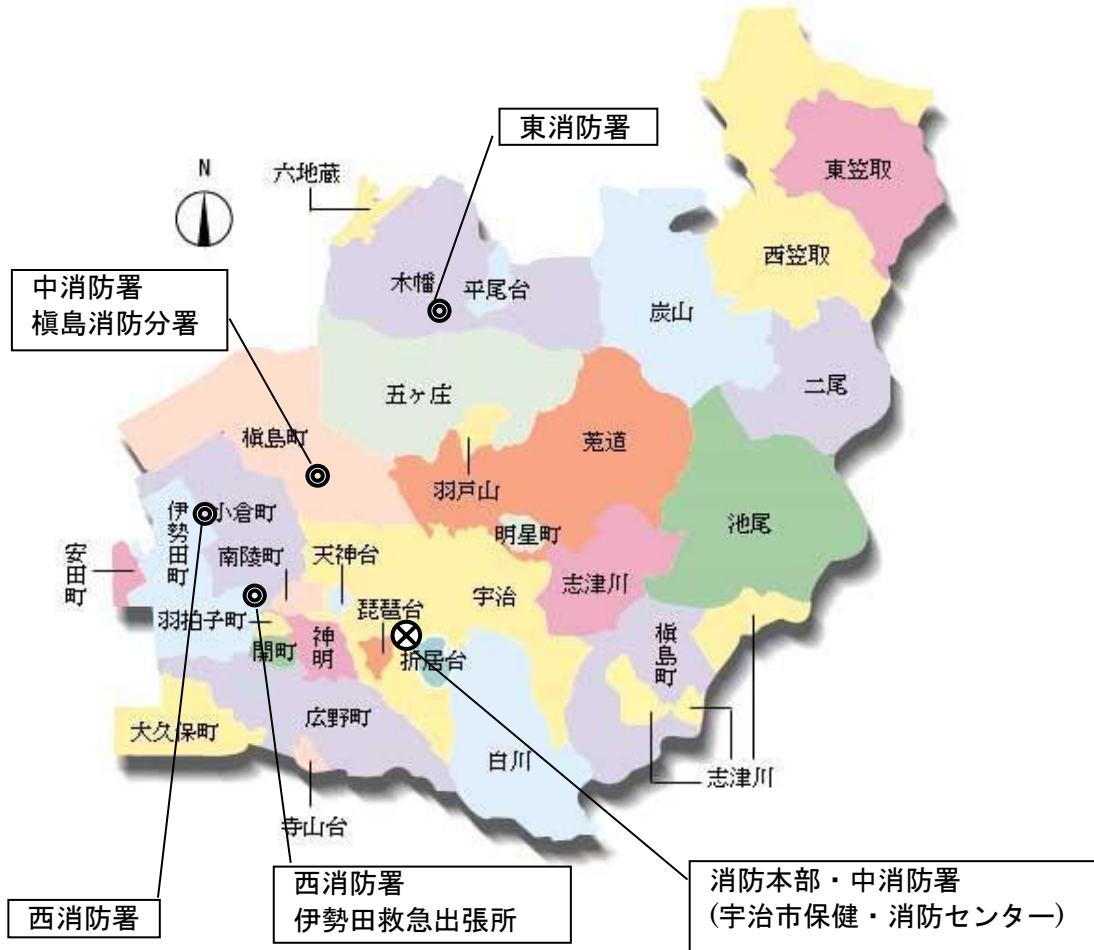 東消防署
N
六地蔵
東笠取
西笠取
中消防署
槇島消防分署
木幡
平尾台
炭山
二尾
五ヶ庄
槇島町
菟道
羽戸山
伊勢田町
小倉町
明星町
池尾
安田町
南陵町
天神台
志津川
宇治
琵琶台
羽拍子町
開町
神明
折居台
槇島町
広野町
大久保町
白川
志津川
寺山台
西消防署
西消防署
伊勢田救急出張所
消防本部・中消防署
(宇治市保健・消防センター)